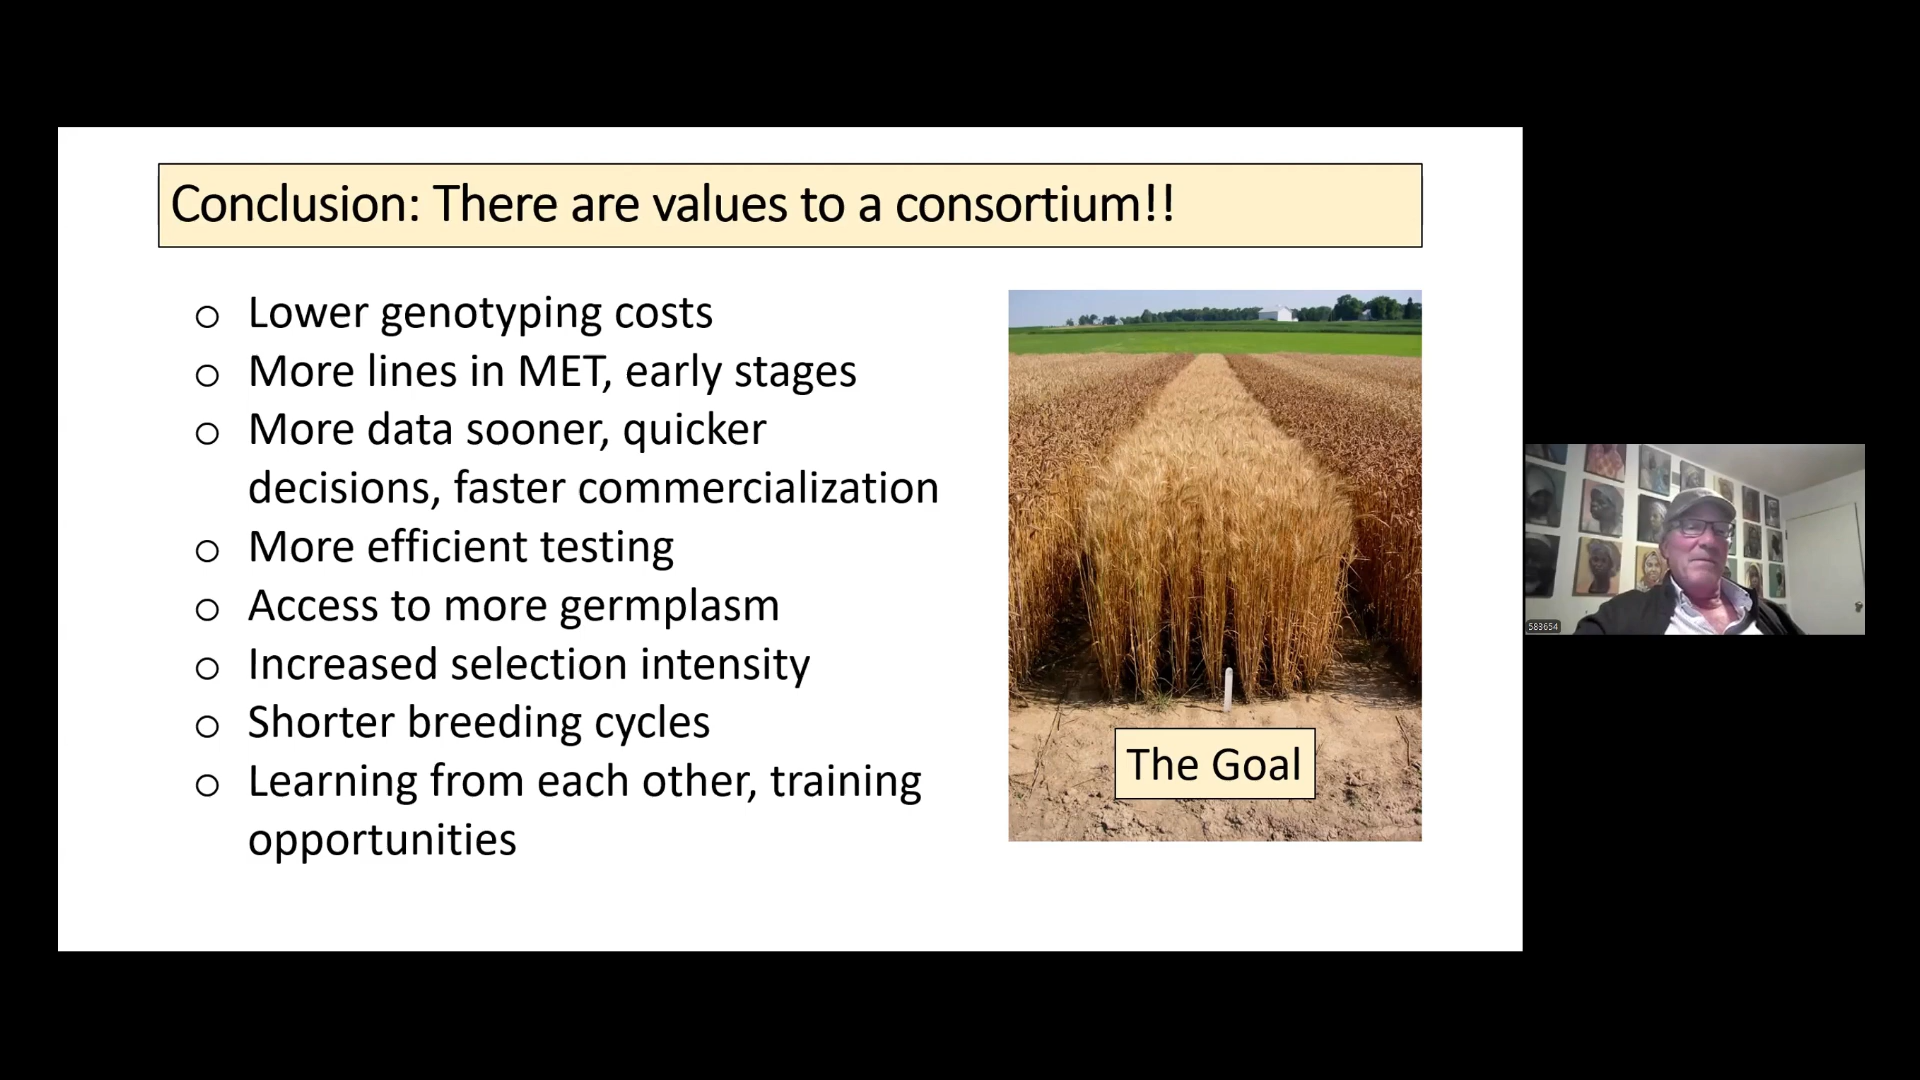 Conclusion: There are values to a consortium!!
Lower genotyping costs
More lines in MET, early stages
More data sooner, quicker
decisions, faster commercialization
More efficient testing
Access to more germplasm
Increased selection intensity
Shorter breeding cycles
Learning from each other, training
opportunities
The Goal
583654